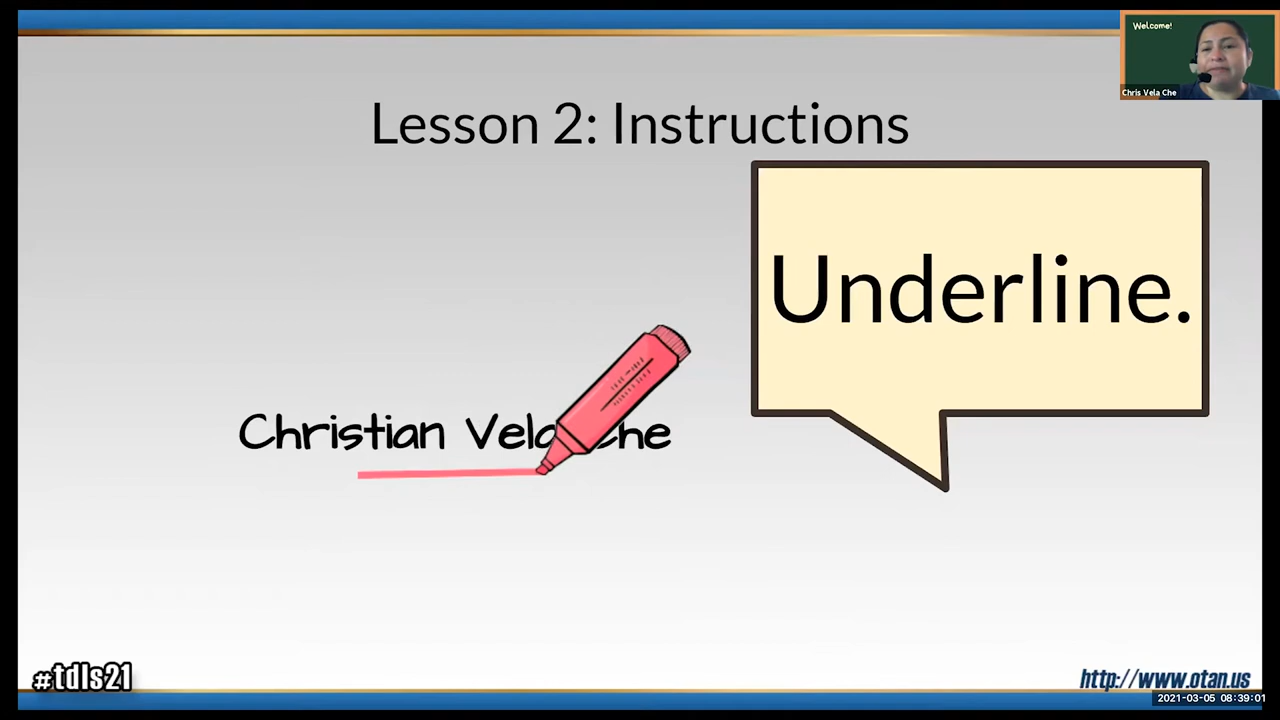 Welcome!
Chris Vela Che
Lesson 2: Instructions
Underline.
Christian Vela Che
#tdls21
http://www.otan.us
2021-03-05 08:39:01